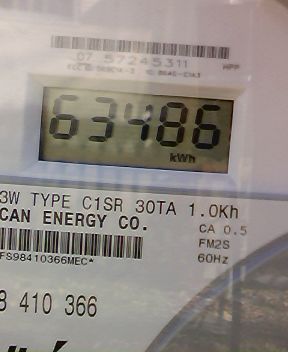 07 57245311
63486
kWh
3W TYPE C1SR 30TA 1.0Kh
CAN ENERGY CO.
CA 0.5
FM2S
60Hz
FS98410366MEC*
8 410 366